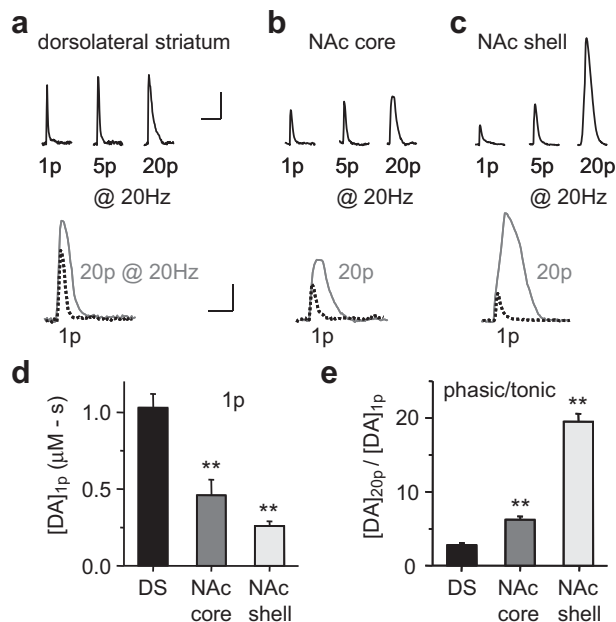 a dorsolateral striatum
b NAc core
c NAc shell
1p 5p 20p
@ 20Hz
1p 5p 20p
@ 20Hz
1p 5p 20p
@ 20Hz
20p @ 20Hz
1p
20p
1p
20p
1p
d
1p
[DA]1p (μM - s)
1.0
0.5
0.0
**
**
DS
NAc core
NAc shell
e
phasic/tonic
[DA]20p / [DA]1p
20
10
0
**
**
DS
NAc core
NAc shell